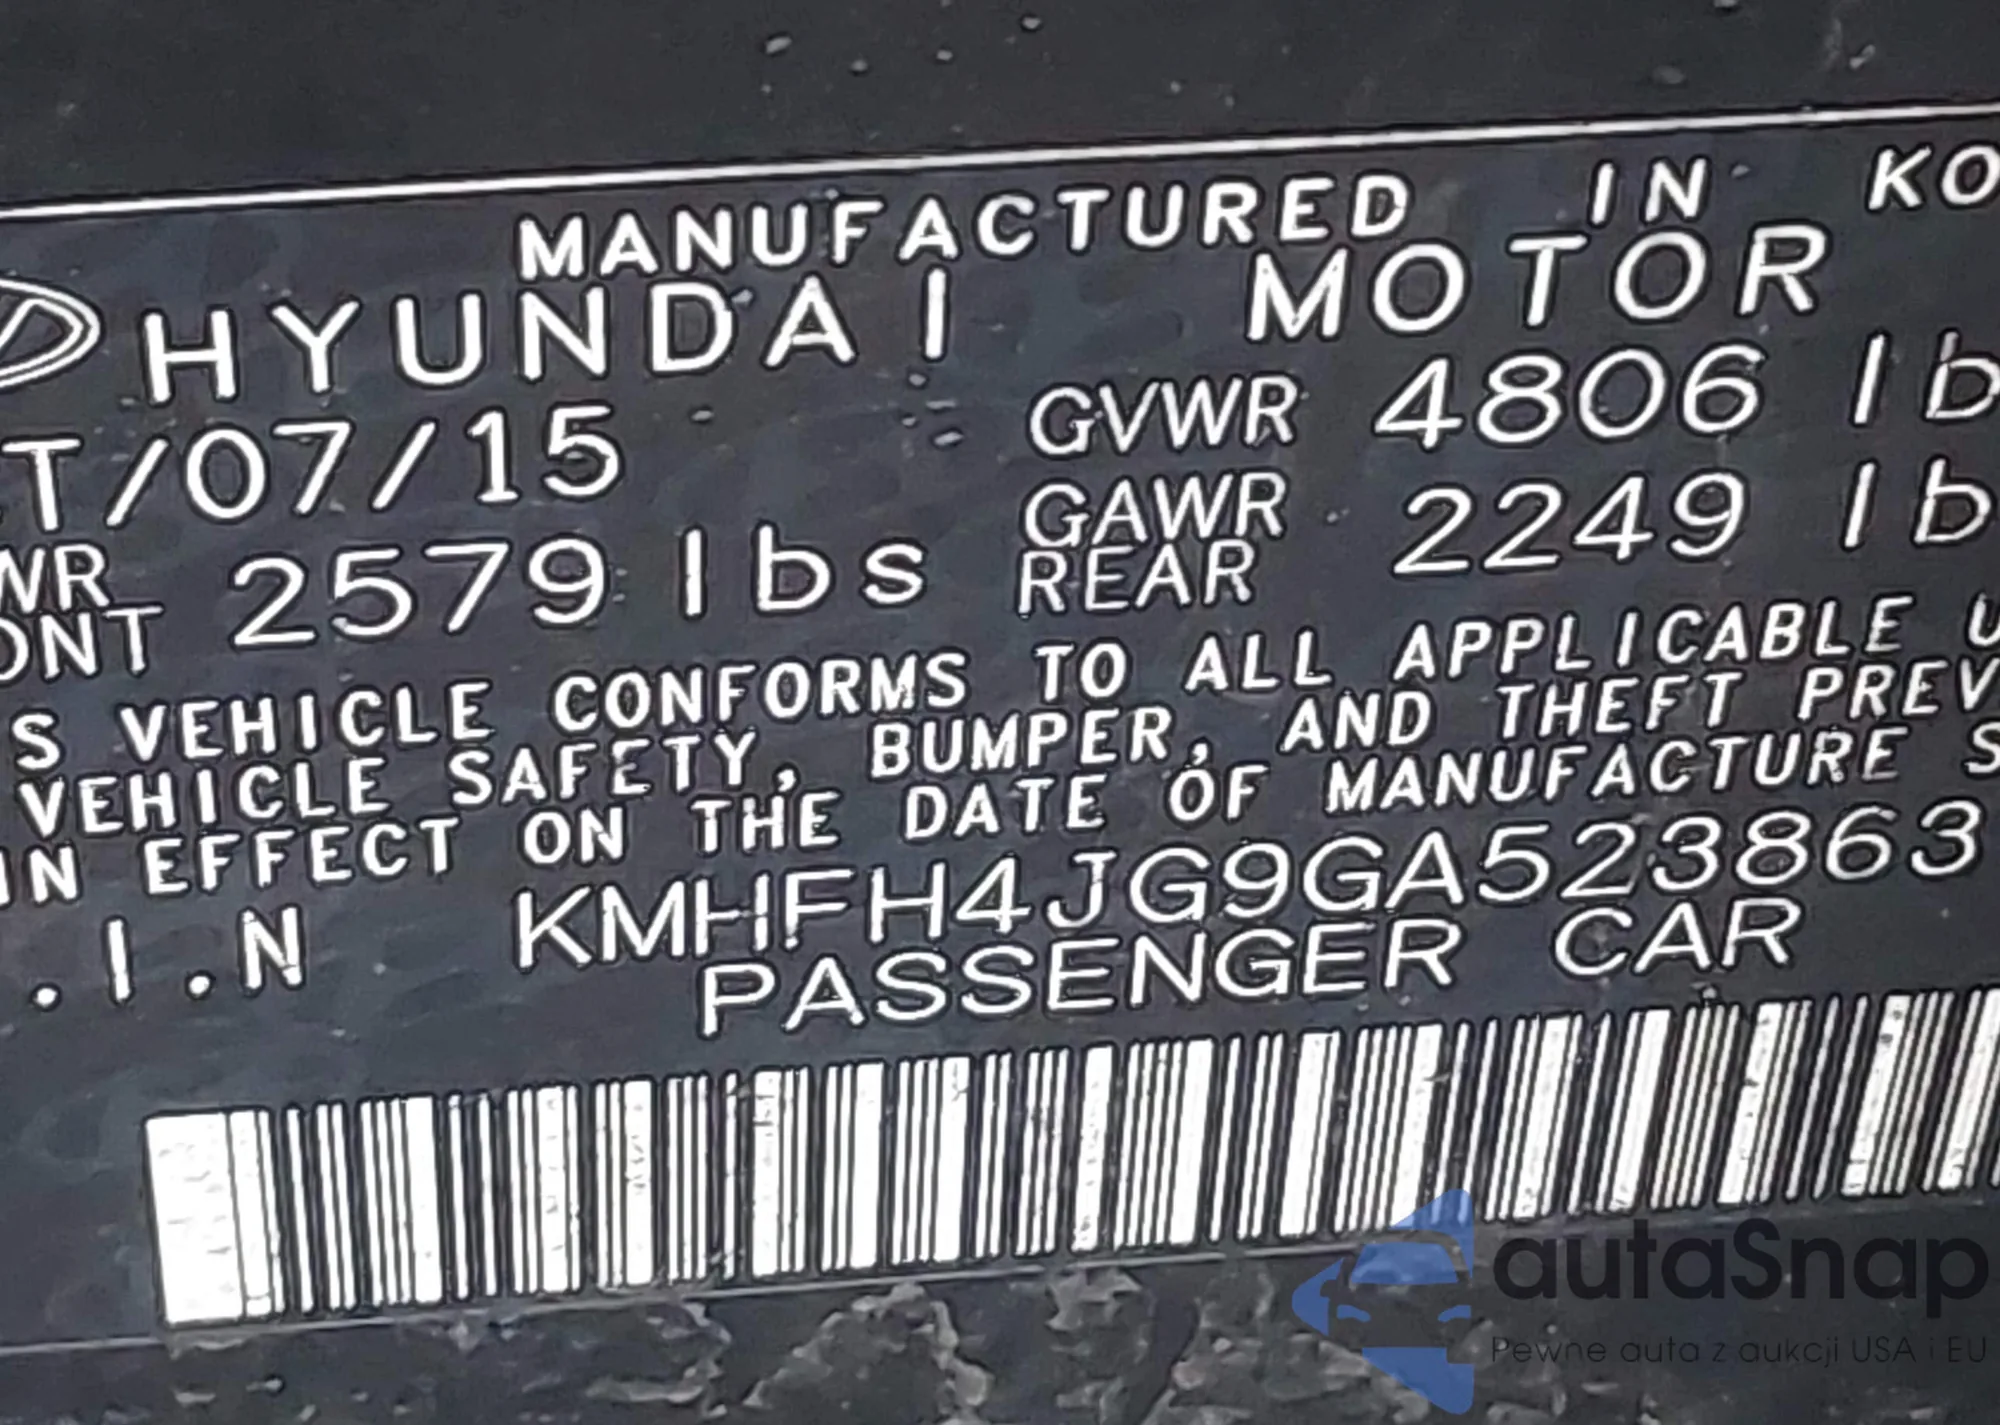 MANUFACTURED IN KO
HYUNDAI MOTOR
T/07/15 GVWR 4806 lb
WR GAWR
ONT 2579 lbs REAR 2249 lb
S VEHICLE CONFORMS TO ALL APPLICABLE U
VEHICLE SAFETY, BUMPER, AND THEFT PREV
IN EFFECT ON THE DATE OF MANUFACTURE S
.I.N KMHFH4JG9GA523863
PASSENGER CAR
autaSnap
Pewne auta z aukcji USA i EU